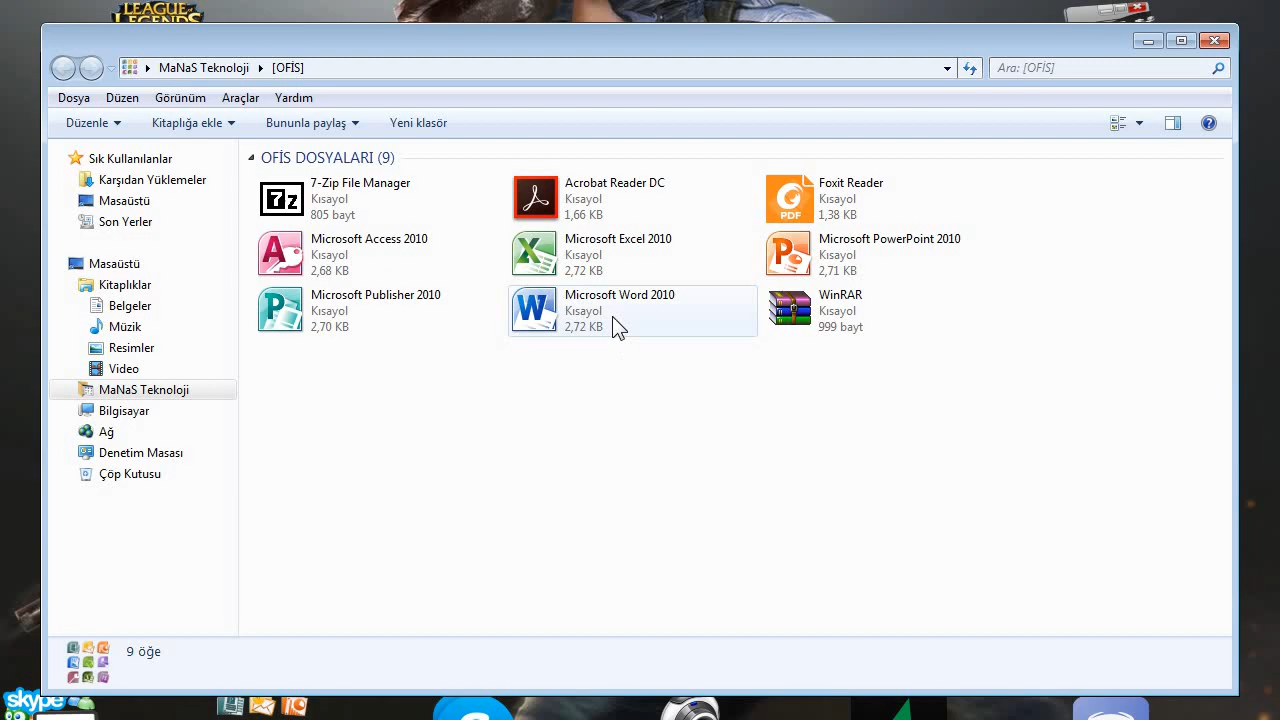 LEAGUE OF
LEGENDS
MaNaS Teknoloji
[OFİS]
Ara: [OFİS]
Dosya
Düzen
Görünüm
Araçlar
Yardım
Düzenle
Kitaplığa ekle
Bununla paylaş
Yeni klasör
Sık Kullanılanlar
Karşıdan Yüklemeler
Masaüstü
Son Yerler
Masaüstü
Kitaplıklar
Belgeler
Müzik
Resimler
Video
MaNaS Teknoloji
Bilgisayar
Ağ
Denetim Masası
Çöp Kutusu
OFİS DOSYALARI (9)
7-Zip File Manager
Kısayol
805 bayt
Acrobat Reader DC
Kısayol
1,66 KB
PDF
Foxit Reader
Kısayol
1,38 KB
Microsoft Access 2010
Kısayol
2,68 KB
Microsoft Excel 2010
Kısayol
2,72 KB
Microsoft PowerPoint 2010
Kısayol
2,71 KB
Microsoft Publisher 2010
Kısayol
2,70 KB
Microsoft Word 2010
Kısayol
2,72 KB
WinRAR
Kısayol
999 bayt
9 öğe
skype